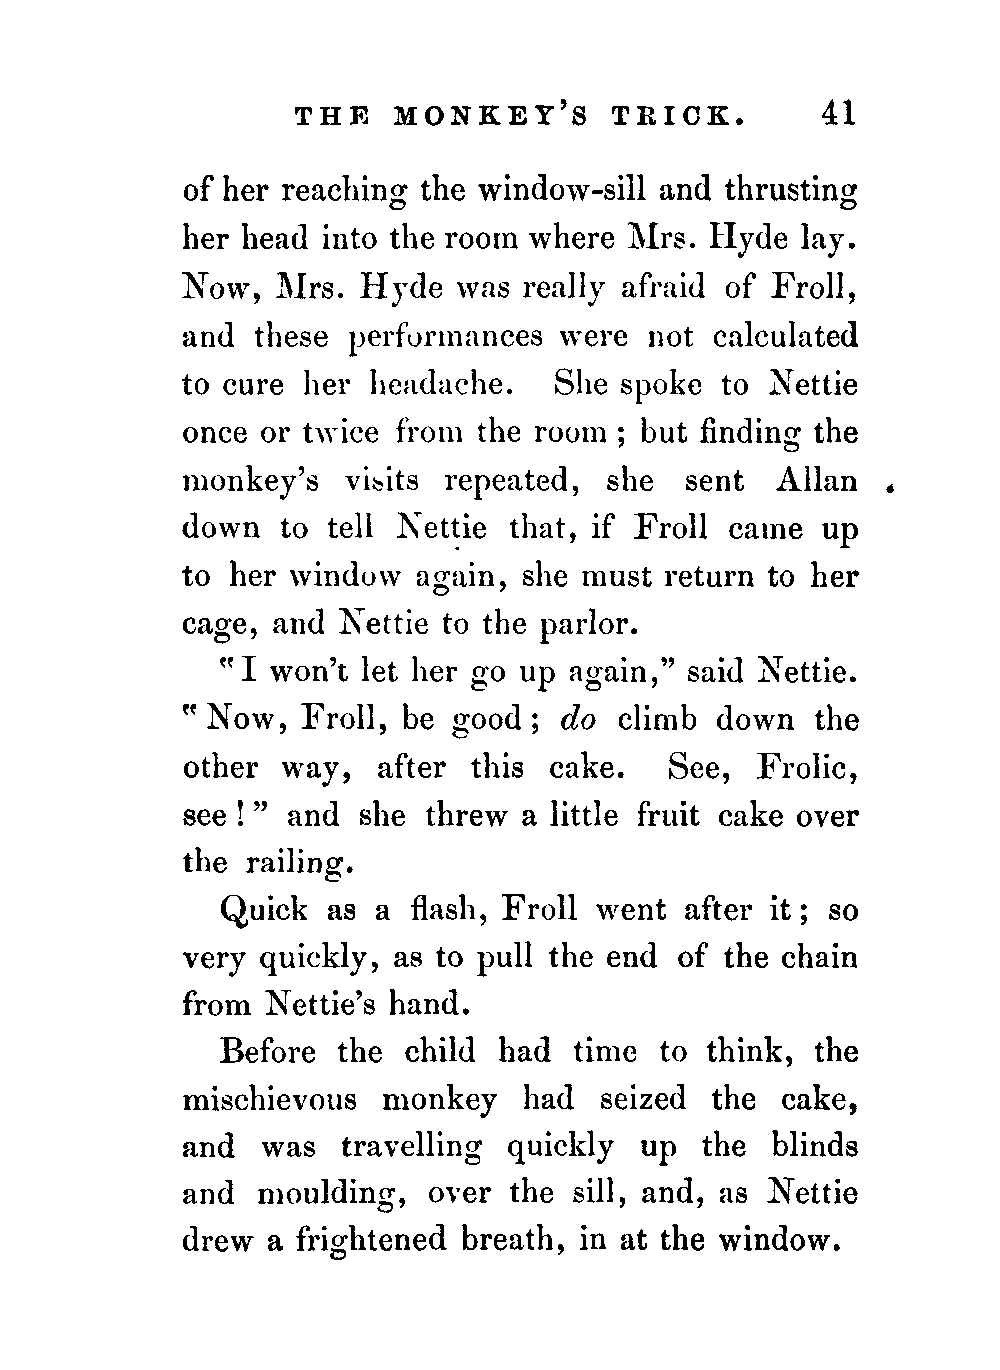 THE MONKEY'S TRICK. 41
of her reaching the window-sill and thrusting
her head into the room where Mrs. Hyde lay.
Now, Mrs. Hyde was really afraid of Froll,
and these performances were not calculated
to cure her headache. She spoke to Nettie
once or twice from the room ; but finding the
monkey's visits repeated, she sent Allan
down to tell Nettie that, if Froll came up
to her window again, she must return to her
cage, and Nettie to the parlor.
"I won't let her go up again," said Nettie.
"Now, Froll, be good ; do climb down the
other way, after this cake. See, Frolic,
see ! " and she threw a little fruit cake over
the railing.
Quick as a flash, Froll went after it ; so
very quickly, as to pull the end of the chain
from Nettie's hand.
Before the child had time to think, the
mischievous monkey had seized the cake,
and was travelling quickly up the blinds
and moulding, over the sill, and, as Nettie
drew a frightened breath, in at the window.